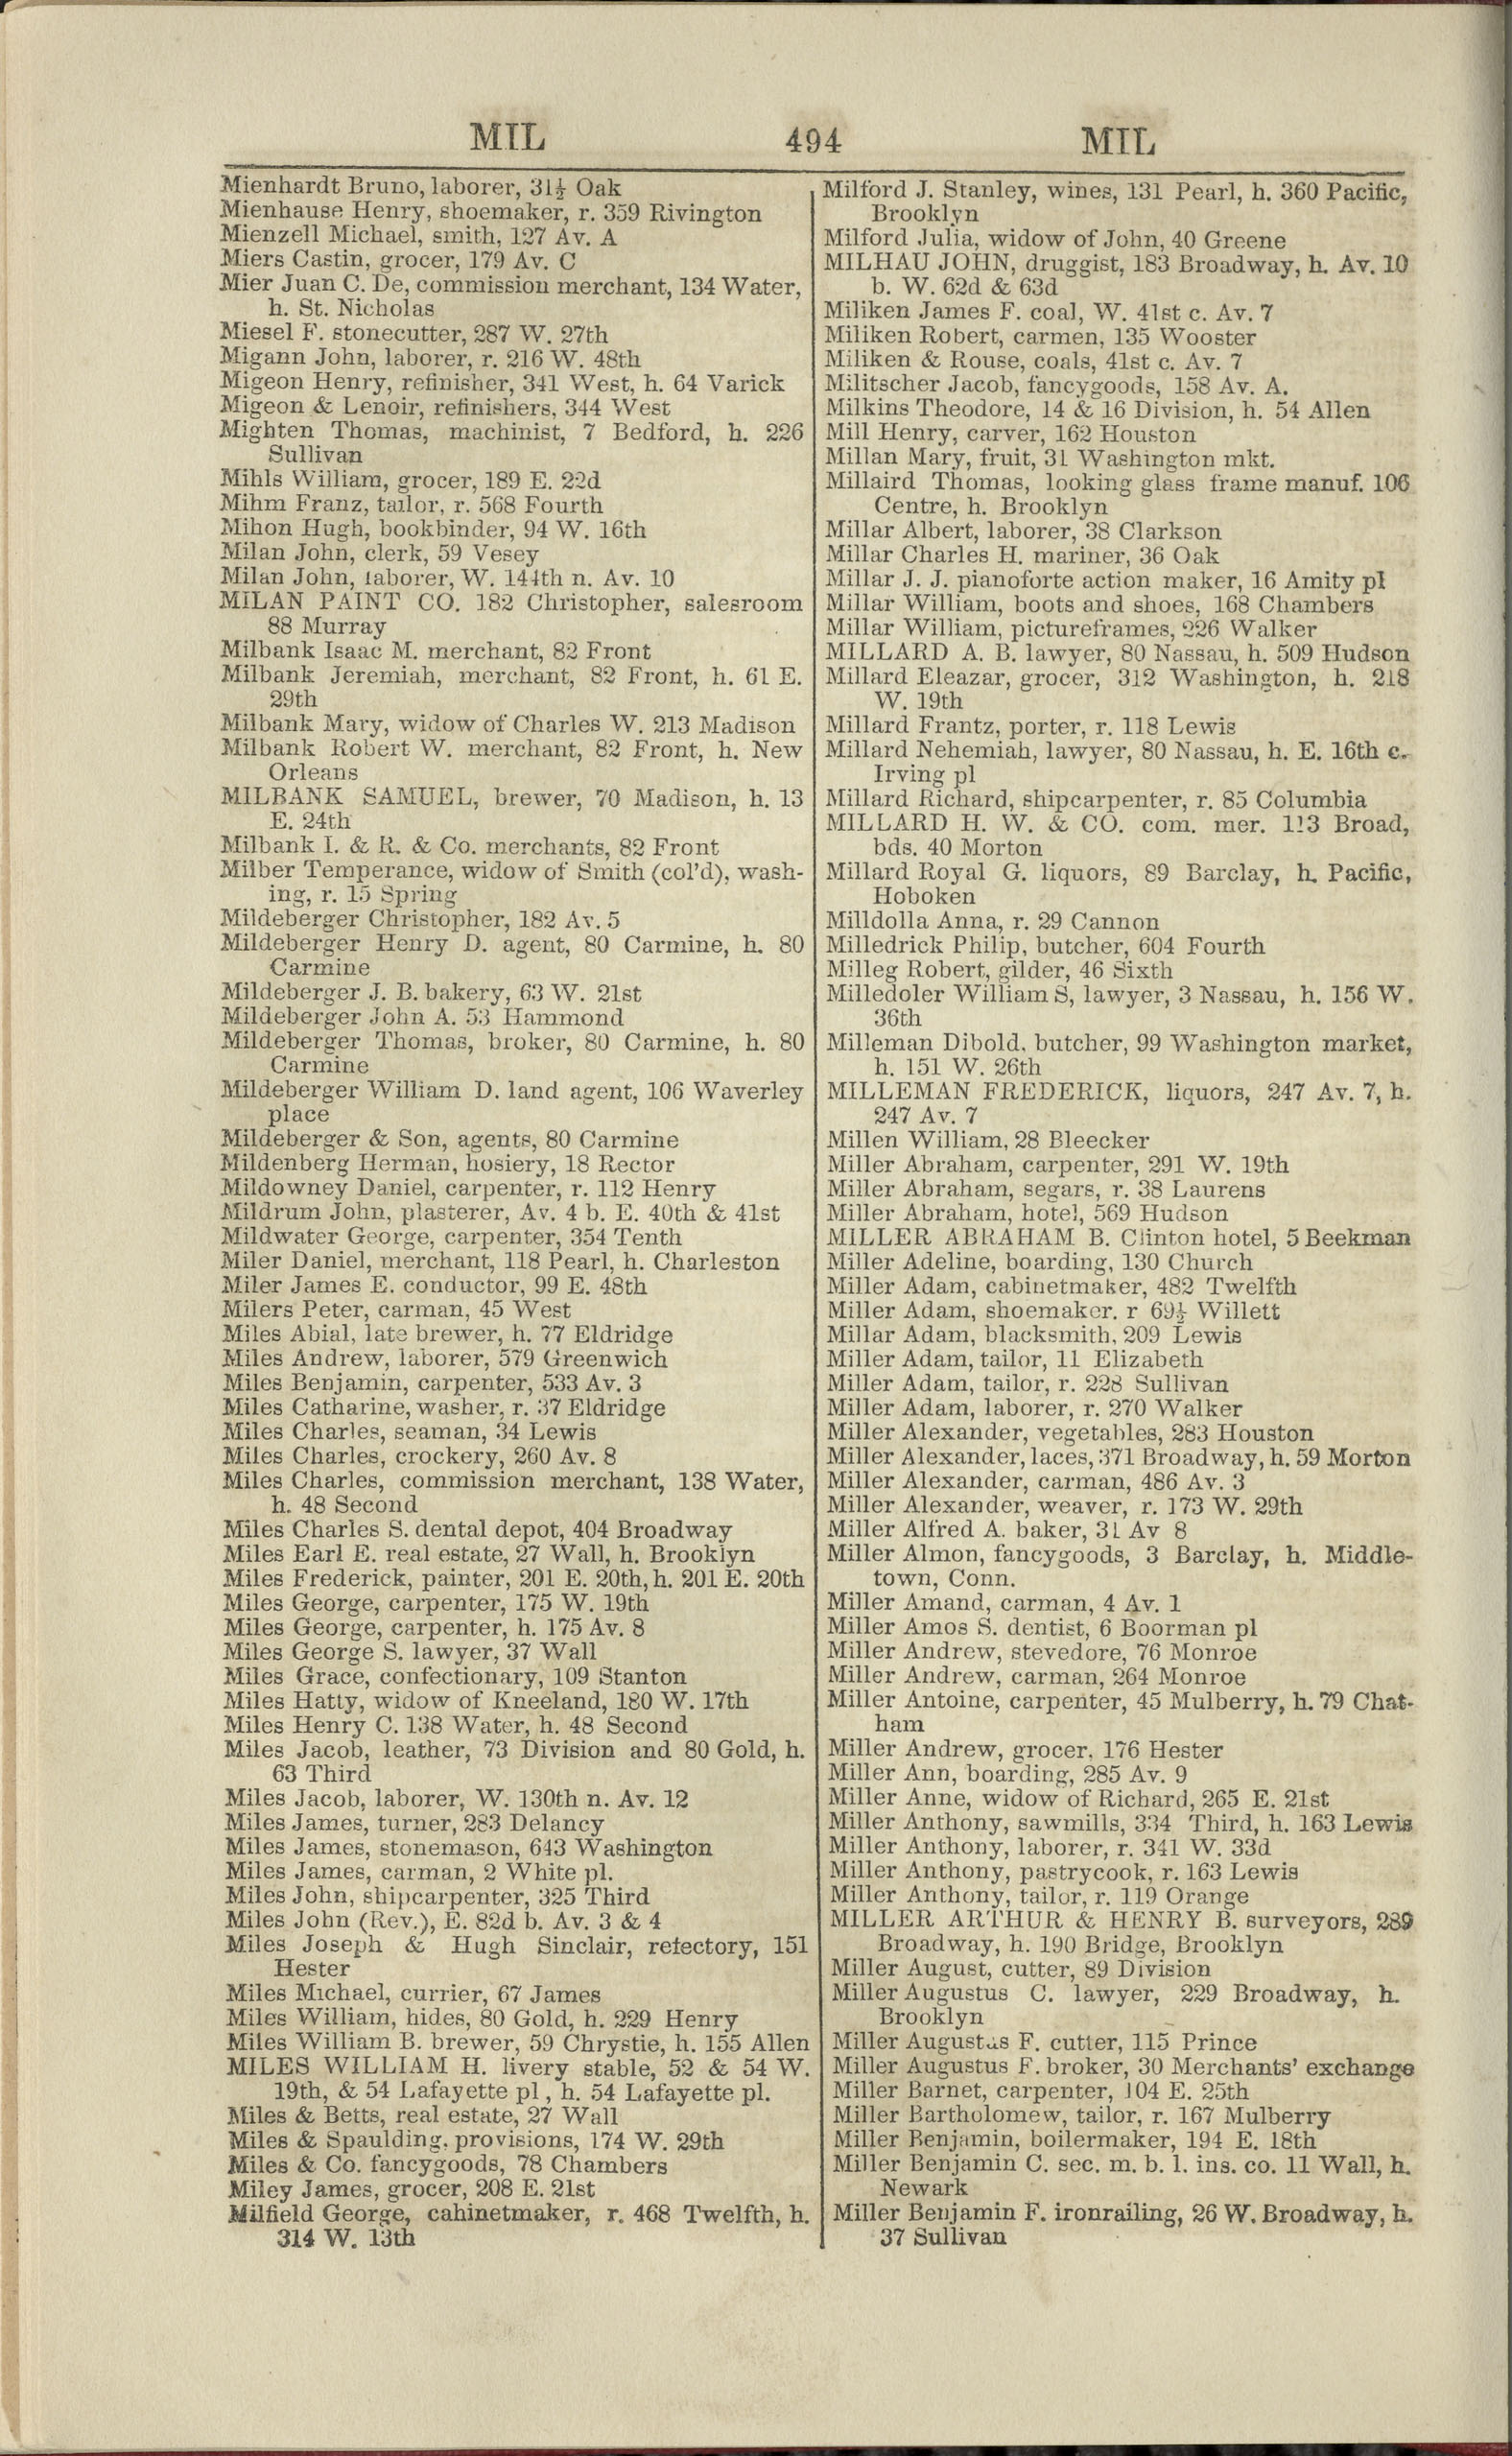 MIL 494 MIL
Mienhardt Bruno, laborer, 31½ Oak
Mienhause Henry, shoemaker, r. 359 Rivington
Mienzell Michael, smith, 127 Av. A
Miers Castin, grocer, 179 Av. C
Mier Juan C. De, commission merchant, 134 Water,
h. St. Nicholas
Miesel F. stonecutter, 287 W. 27th
Migann John, laborer, r. 216 W. 48th
Migeon Henry, refinisher, 341 West, h. 64 Varick
Migeon & Lenoir, refinishers, 344 West
Mighten Thomas, machinist, 7 Bedford, h. 226
Sullivan
Mihls William, grocer, 189 E. 22d
Mihm Franz, tailor, r. 568 Fourth
Mihon Hugh, bookbinder, 94 W. 16th
Milan John, clerk, 59 Vesey
Milan John, laborer, W. 144th n. Av. 10
MILAN PAINT CO. 182 Christopher, salesroom
88 Murray
Milbank Isaac M. merchant, 82 Front
Milbank Jeremiah, merchant, 82 Front, h. 61 E.
29th
Milbank Mary, widow of Charles W. 213 Madison
Milbank Robert W. merchant, 82 Front, h. New
Orleans
MILBANK SAMUEL, brewer, 70 Madison, h. 13
E. 24th
Milbank I. & R. & Co. merchants, 82 Front
Milber Temperance, widow of Smith (col'd), wash-
ing, r. 15 Spring
Mildeberger Christopher, 182 Av. 5
Mildeberger Henry D. agent, 80 Carmine, h. 80
Carmine
Mildeberger J. B. bakery, 63 W. 21st
Mildeberger John A. 53 Hammond
Mildeberger Thomas, broker, 80 Carmine, h. 80
Carmine
Mildeberger William D. land agent, 106 Waverley
place
Mildeberger & Son, agents, 80 Carmine
Mildenberg Herman, hosiery, 18 Rector
Mildowney Daniel, carpenter, r. 112 Henry
Mildrum John, plasterer, Av. 4 b. E. 40th & 41st
Mildwater George, carpenter, 354 Tenth
Miler Daniel, merchant, 118 Pearl, h. Charleston
Miler James E. conductor, 99 E. 48th
Milers Peter, carman, 45 West
Miles Abial, late brewer, h. 77 Eldridge
Miles Andrew, laborer, 579 Greenwich
Miles Benjamin, carpenter, 533 Av. 3
Miles Catharine, washer, r. 37 Eldridge
Miles Charles, seaman, 34 Lewis
Miles Charles, crockery, 260 Av. 8
Miles Charles, commission merchant, 138 Water,
h. 48 Second
Miles Charles S. dental depot, 404 Broadway
Miles Earl E. real estate, 27 Wall, h. Brooklyn
Miles Frederick, painter, 201 E. 20th, h. 201 E. 20th
Miles George, carpenter, 175 W. 19th
Miles George, carpenter, h. 175 Av. 8
Miles George S. lawyer, 37 Wall
Miles Grace, confectionary, 109 Stanton
Miles Hatty, widow of Kneeland, 180 W. 17th
Miles Henry C. 138 Water, h. 48 Second
Miles Jacob, leather, 73 Division and 80 Gold, h.
63 Third
Miles Jacob, laborer, W. 130th n. Av. 12
Miles James, turner, 283 Delancy
Miles James, stonemason, 643 Washington
Miles James, carman, 2 White pl.
Miles John, shipcarpenter, 325 Third
Miles John (Rev.), E. 82d b. Av. 3 & 4
Miles Joseph & Hugh Sinclair, refectory, 151
Hester
Miles Michael, currier, 67 James
Miles William, hides, 80 Gold, h. 229 Henry
Miles William B. brewer, 59 Chrystie, h. 155 Allen
MILES WILLIAM H. livery stable, 52 & 54 W.
19th, & 54 Lafayette pl, h. 54 Lafayette pl.
Miles & Betts, real estate, 27 Wall
Miles & Spaulding, provisions, 174 W. 29th
Miles & Co. fancygoods, 78 Chambers
Miley James, grocer, 208 E. 21st
Milfield George, cahinetmaker, r. 468 Twelfth, h.
314 W. 13th
Milford J. Stanley, wines, 131 Pearl, h. 360 Pacific,
Brooklyn
Milford Julia, widow of John, 40 Greene
MILHAU JOHN, druggist, 183 Broadway, h. Av. 10
b. W. 62d & 63d
Miliken James F. coal, W. 41st c. Av. 7
Miliken Robert, carmen, 135 Wooster
Miliken & Rouse, coals, 41st c. Av. 7
Militscher Jacob, fancygoods, 158 Av. A.
Milkins Theodore, 14 & 16 Division, h. 54 Allen
Mill Henry, carver, 162 Houston
Millan Mary, fruit, 31 Washington mkt.
Millaird Thomas, looking glass frame manuf. 106
Centre, h. Brooklyn
Millar Albert, laborer, 38 Clarkson
Millar Charles H. mariner, 36 Oak
Millar J. J. pianoforte action maker, 16 Amity pl
Millar William, boots and shoes, 168 Chambers
Millar William, pictureframes, 226 Walker
MILLARD A. B. lawyer, 80 Nassau, h. 509 Hudson
Millard Eleazar, grocer, 312 Washington, h. 218
W. 19th
Millard Frantz, porter, r. 118 Lewis
Millard Nehemiah, lawyer, 80 Nassau, h. E. 16th c.
Irving pl
Millard Richard, shipcarpenter, r. 85 Columbia
MILLARD H. W. & CO. com. mer. 113 Broad,
bds. 40 Morton
Millard Royal G. liquors, 89 Barclay, h. Pacific,
Hoboken
Milldolla Anna, r. 29 Cannon
Milledrick Philip, butcher, 604 Fourth
Milleg Robert, gilder, 46 Sixth
Milledoler William S, lawyer, 3 Nassau, h. 156 W.
36th
Milleman Dibold, butcher, 99 Washington market,
h. 151 W. 26th
MILLEMAN FREDERICK, liquors, 247 Av. 7, h.
247 Av. 7
Millen William, 28 Bleecker
Miller Abraham, carpenter, 291 W. 19th
Miller Abraham, segars, r. 38 Laurens
Miller Abraham, hotel, 569 Hudson
MILLER ABRAHAM B. Clinton hotel, 5 Beekman
Miller Adeline, boarding, 130 Church
Miller Adam, cabinetmaker, 482 Twelfth
Miller Adam, shoemaker. r 69½ Willett
Millar Adam, blacksmith, 209 Lewis
Miller Adam, tailor, 11 Elizabeth
Miller Adam, tailor, r. 228 Sullivan
Miller Adam, laborer, r. 270 Walker
Miller Alexander, vegetables, 283 Houston
Miller Alexander, laces, 371 Broadway, h. 59 Morton
Miller Alexander, carman, 486 Av. 3
Miller Alexander, weaver, r. 173 W. 29th
Miller Alfred A. baker, 31 Av 8
Miller Almon, fancygoods, 3 Barclay, h. Middle-
town, Conn.
Miller Amand, carman, 4 Av. 1
Miller Amos S. dentist, 6 Boorman pl
Miller Andrew, stevedore, 76 Monroe
Miller Andrew, carman, 264 Monroe
Miller Antoine, carpenter, 45 Mulberry, h. 79 Chat-
ham
Miller Andrew, grocer, 176 Hester
Miller Ann, boarding, 285 Av. 9
Miller Anne, widow of Richard, 265 E. 21st
Miller Anthony, sawmills, 334 Third, h. 163 Lewis
Miller Anthony, laborer, r. 341 W. 33d
Miller Anthony, pastrycook, r. 163 Lewis
Miller Anthony, tailor, r. 119 Orange
MILLER ARTHUR & HENRY B. surveyors, 289
Broadway, h. 190 Bridge, Brooklyn
Miller August, cutter, 89 Division
Miller Augustus C. lawyer, 229 Broadway, h.
Brooklyn
Miller Augustus F. cutter, 115 Prince
Miller Augustus F. broker, 30 Merchants' exchange
Miller Barnet, carpenter, 104 E. 25th
Miller Bartholomew, tailor, r. 167 Mulberry
Miller Benjamin, boilermaker, 194 E. 18th
Miller Benjamin C. sec. m. b. l. ins. co. 11 Wall, h.
Newark
Miller Benjamin F. ironrailing, 26 W. Broadway, h.
37 Sullivan